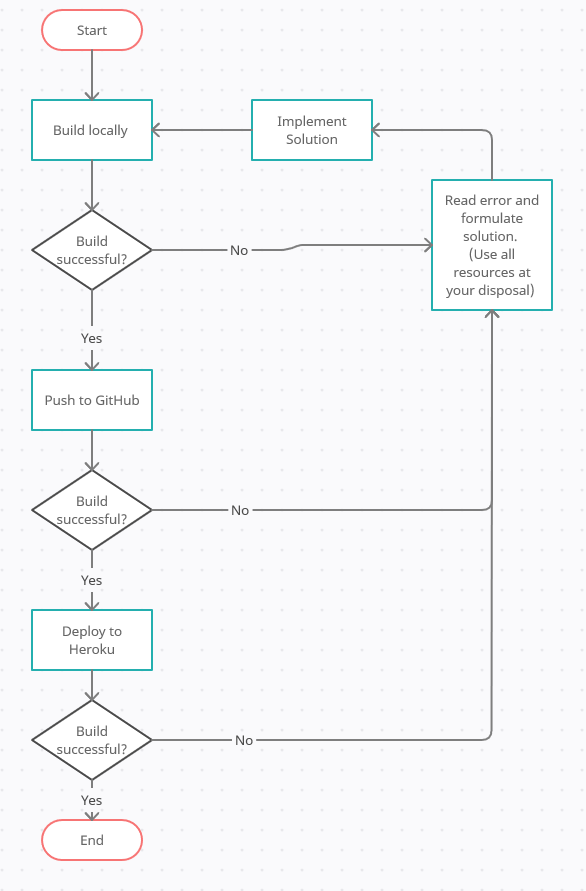 Start
Build locally
Implement
Solution
Read error and
formulate
solution.
(Use all
resources at
your disposal)
Build
successful?
No
Yes
Push to GitHub
Build
successful?
No
Yes
Deploy to
Heroku
Build
successful?
No
Yes
End